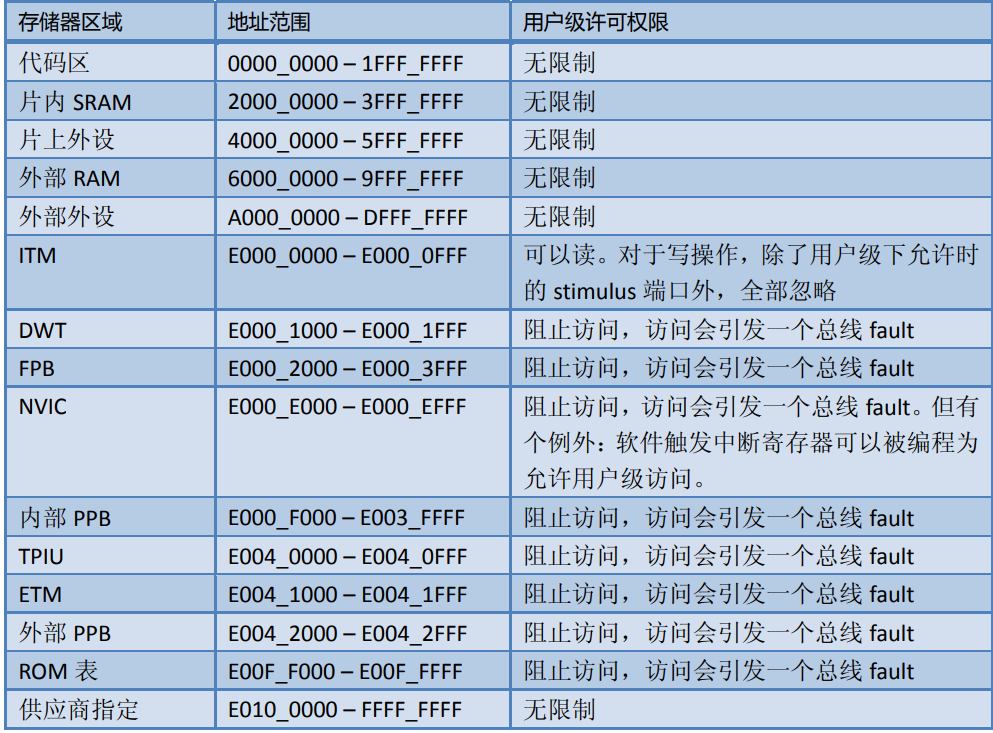 存储器区域 地址范围 用户级许可权限
代码区 0000_0000 – 1FFF_FFFF 无限制
片内 SRAM 2000_0000 – 3FFF_FFFF 无限制
片上外设 4000_0000 – 5FFF_FFFF 无限制
外部 RAM 6000_0000 – 9FFF_FFFF 无限制
外部外设 A000_0000 – DFFF_FFFF 无限制
ITM E000_0000 – E000_0FFF 可以读。对于写操作，除了用户级下允许时
的 stimulus 端口外，全部忽略
DWT E000_1000 – E000_1FFF 阻止访问，访问会引发一个总线 fault
FPB E000_2000 – E000_3FFF 阻止访问，访问会引发一个总线 fault
NVIC E000_E000 – E000_EFFF 阻止访问，访问会引发一个总线 fault。但有
个例外：软件触发中断寄存器可以被编程为
允许用户级访问。
内部 PPB E000_F000 – E003_FFFF 阻止访问，访问会引发一个总线 fault
TPIU E004_0000 – E004_0FFF 阻止访问，访问会引发一个总线 fault
ETM E004_1000 – E004_1FFF 阻止访问，访问会引发一个总线 fault
外部 PPB E004_2000 – E004_2FFF 阻止访问，访问会引发一个总线 fault
ROM 表 E00F_F000 – E00F_FFFF 阻止访问，访问会引发一个总线 fault
供应商指定 E010_0000 – FFFF_FFFF 无限制